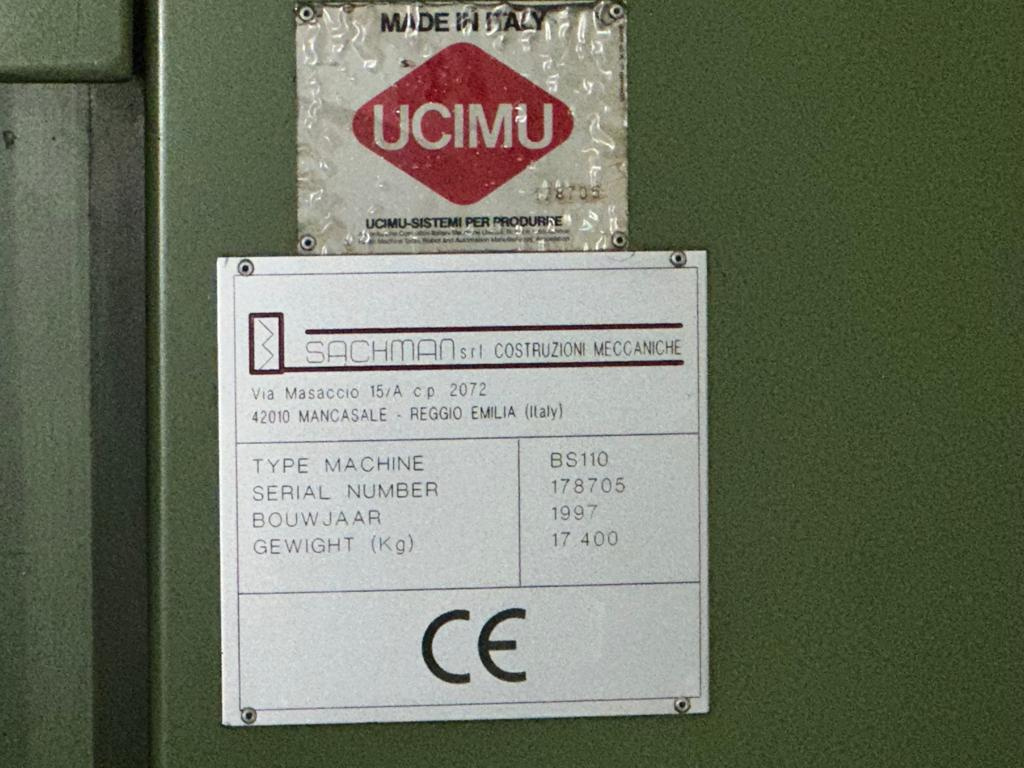 MADE IN ITALY
UCIMU
178705
UCIMU-SISTEMI PER PRODURRE
SACHMAN srl COSTRUZIONI MECCANICHE
Via Masaccio 15/A c.p. 2072
42010 MANCASALE - REGGIO EMILIA (Italy)
TYPE MACHINE BS110
SERIAL NUMBER 178705
BOUWJAAR 1997
GEWIGHT (Kg) 17.400
CE